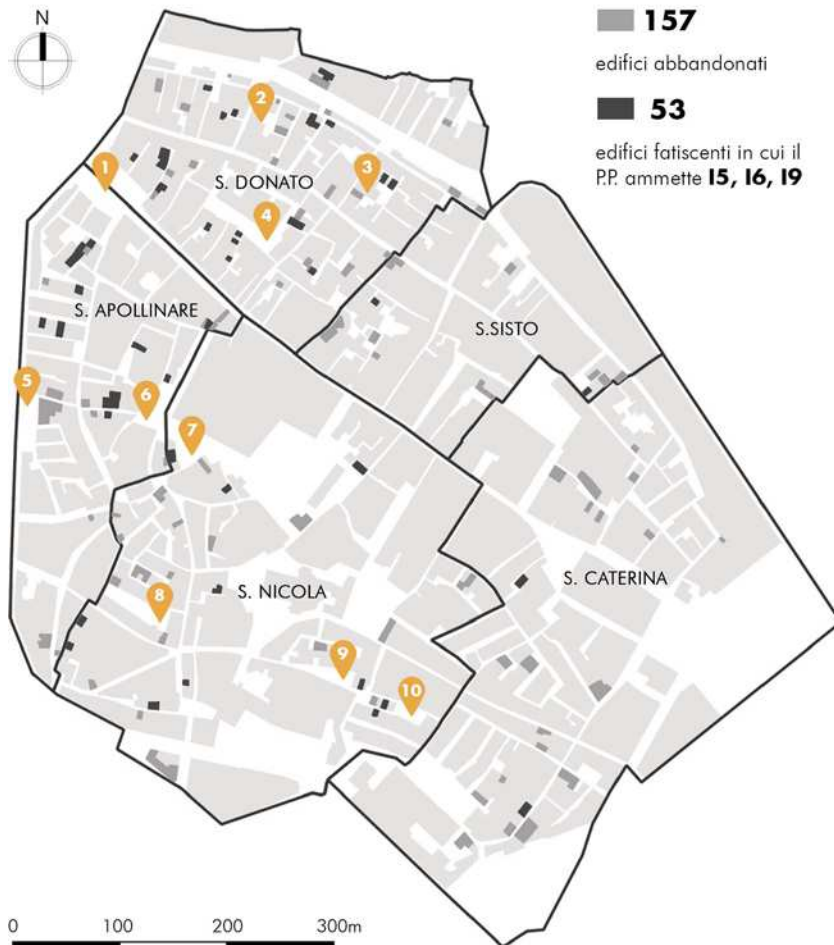 N
157
edifici abbandonati
53
edifici fatiscenti in cui il
P.P. ammette I5, I6, I9
2
1
3
S. DONATO
4
S. APOLLINARE
S.SISTO
5
6
7
S. CATERINA
S. NICOLA
8
9
10
0 100 200 300m